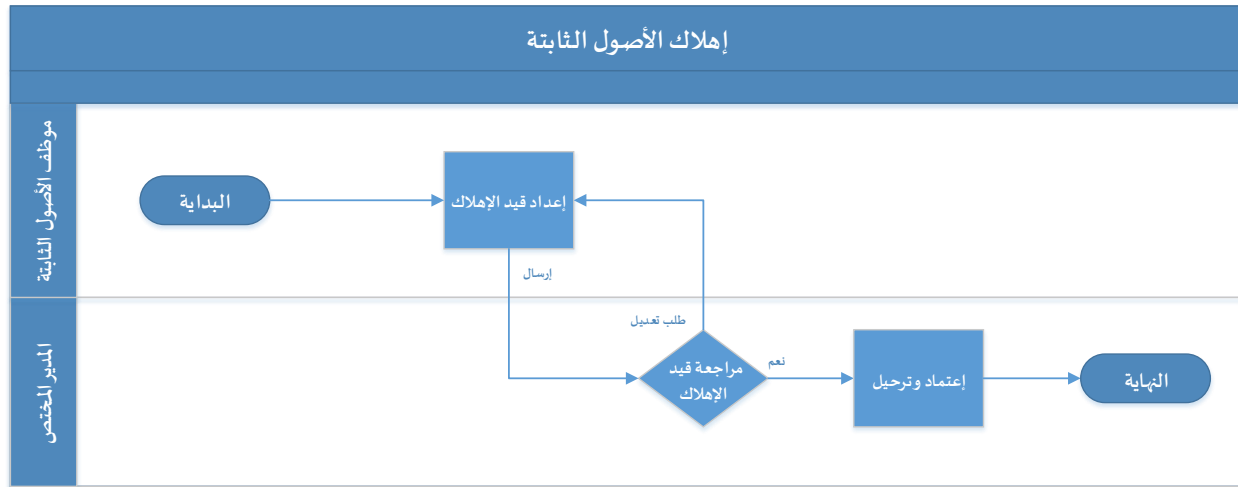 إهلاك الأصول الثابتة
موظف الأصول الثابتة
البداية
إعداد قيد الإهلاك
إرسال
المدير المختص
طلب تعديل
مراجعة قيد
الإهلاك
نعم
إعتماد وترحيل
النهاية